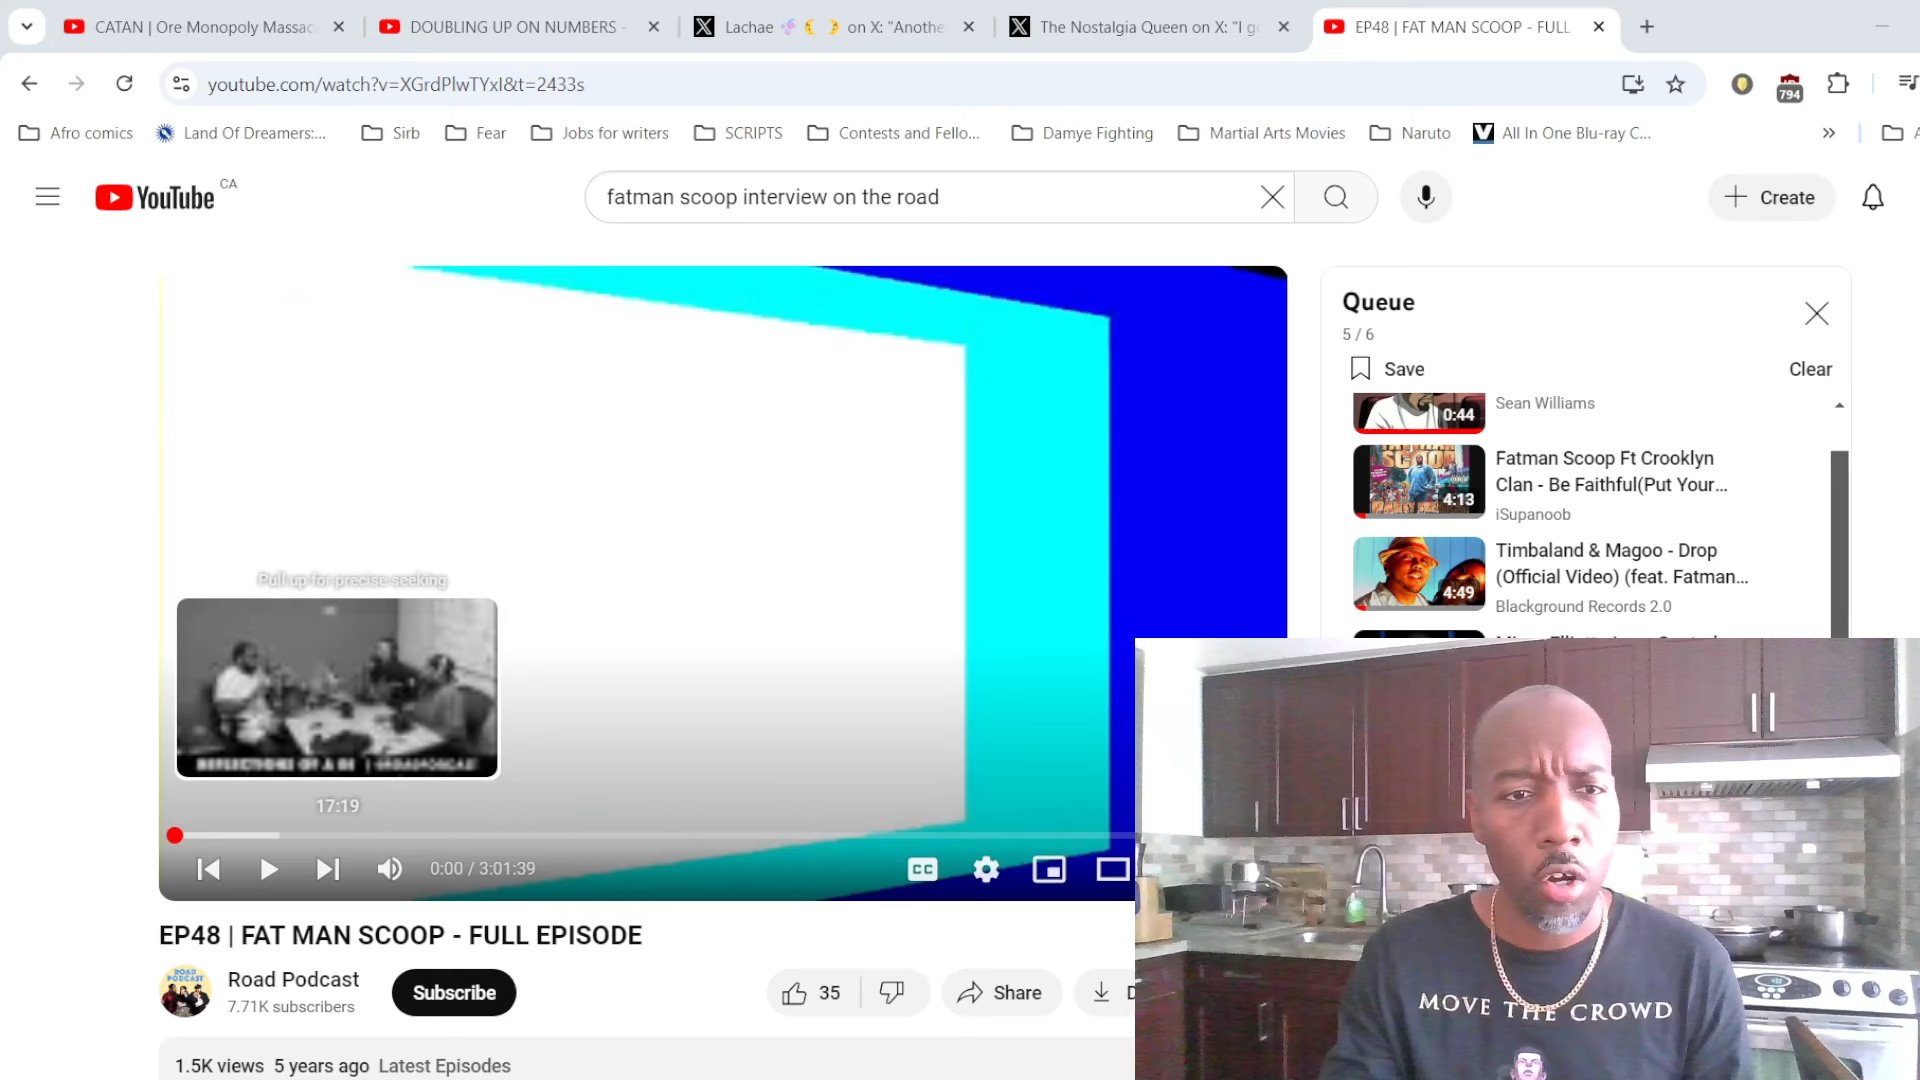 CATAN | Ore Monopoly Massac
DOUBLING UP ON NUMBERS -
Lachae on X: "Anothe
The Nostalgia Queen on X: "I g
EP48 | FAT MAN SCOOP - FULL
youtube.com/watch?v=XGrdPlwTYxI&t=2433s
794
Afro comics
Land Of Dreamers:...
Sirb
Fear
Jobs for writers
SCRIPTS
Contests and Fello...
Damye Fighting
Martial Arts Movies
Naruto
All In One Blu-ray C...
YouTube CA
fatman scoop interview on the road
Create
Queue
5 / 6
Save
Clear
0:44
Sean Williams
SCOOP
4:13
Fatman Scoop Ft Crooklyn
Clan - Be Faithful(Put Your...
iSupanoob
4:49
Timbaland & Magoo - Drop
(Official Video) (feat. Fatman...
Blackground Records 2.0
Pull up for precise seeking
17:19
0:00 / 3:01:39
CC
EP48 | FAT MAN SCOOP - FULL EPISODE
ROAD
PODCAST
Road Podcast
7.71K subscribers
Subscribe
35
Share
D
1.5K views 5 years ago Latest Episodes
MOVE THE CROWD